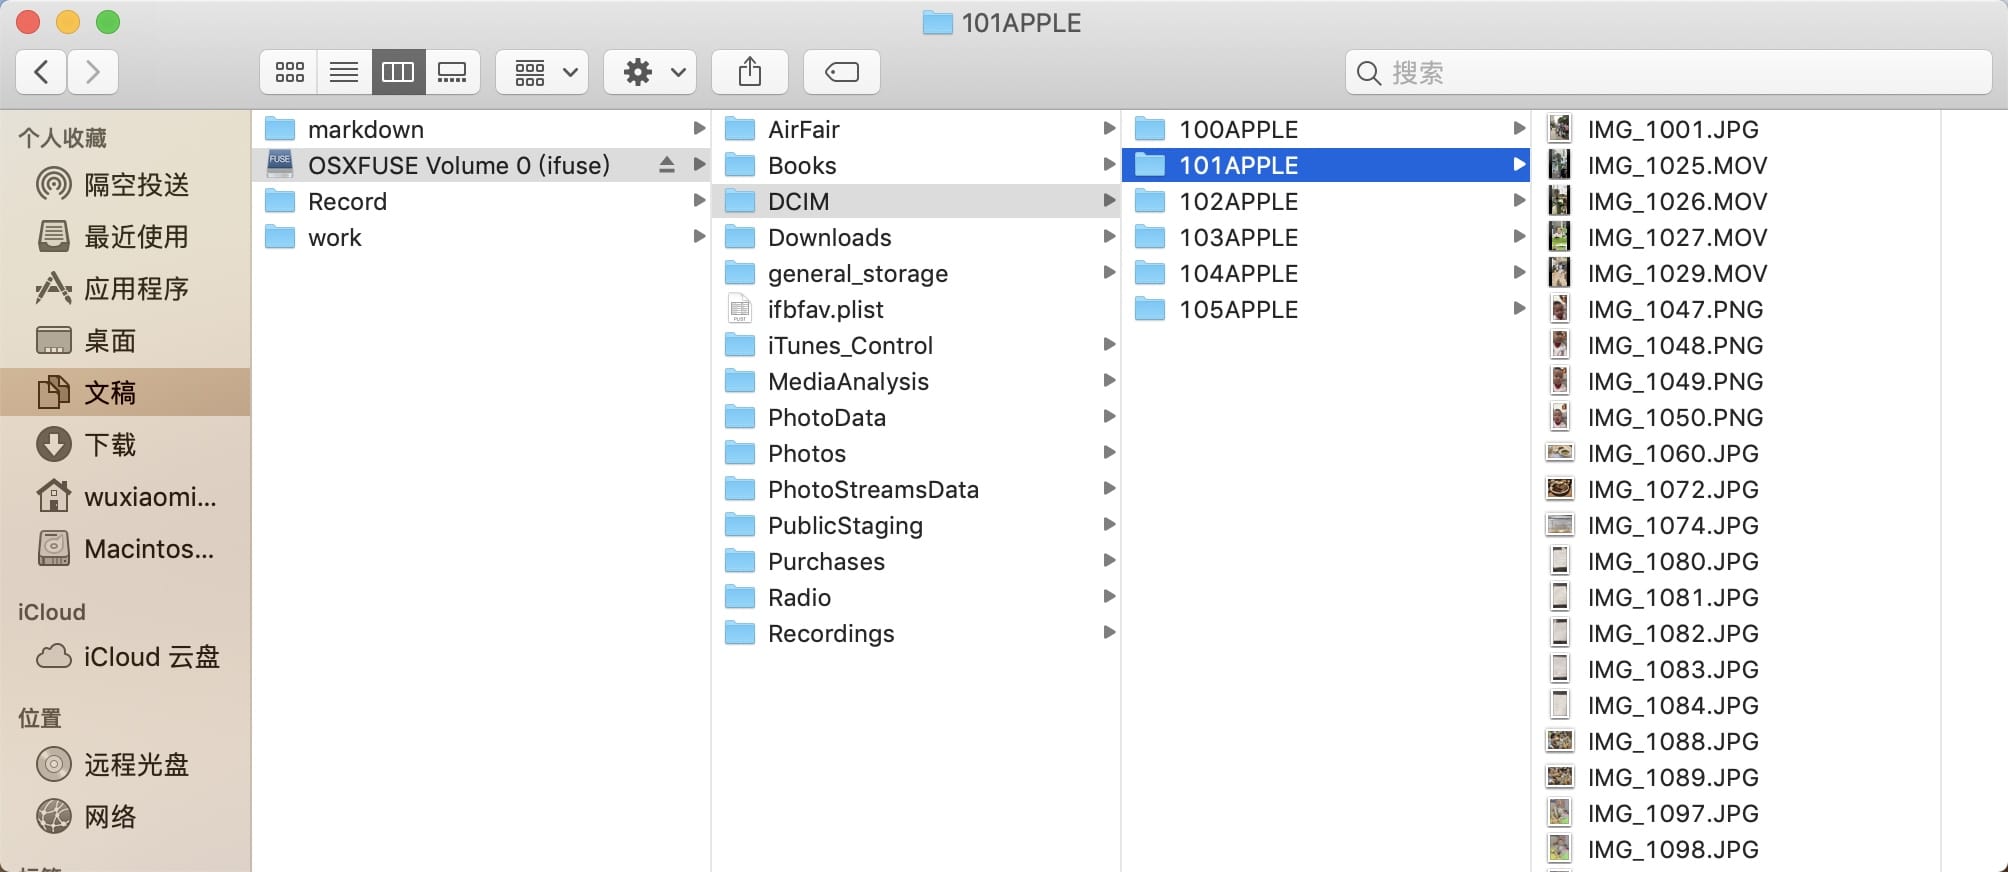 101APPLE
搜索
个人收藏
隔空投送
最近使用
应用程序
桌面
文稿
下载
wuxiaomi...
Macintos...
iCloud
iCloud 云盘
位置
远程光盘
网络
markdown
FUSE
OSXFUSE Volume 0 (ifuse)
Record
work
AirFair
Books
DCIM
Downloads
general_storage
PLIST
ifbfav.plist
iTunes_Control
MediaAnalysis
PhotoData
Photos
PhotoStreamsData
PublicStaging
Purchases
Radio
Recordings
100APPLE
101APPLE
102APPLE
103APPLE
104APPLE
105APPLE
IMG_1001.JPG
IMG_1025.MOV
IMG_1026.MOV
IMG_1027.MOV
IMG_1029.MOV
IMG_1047.PNG
IMG_1048.PNG
IMG_1049.PNG
IMG_1050.PNG
IMG_1060.JPG
IMG_1072.JPG
IMG_1074.JPG
IMG_1080.JPG
IMG_1081.JPG
IMG_1082.JPG
IMG_1083.JPG
IMG_1084.JPG
IMG_1088.JPG
IMG_1089.JPG
IMG_1097.JPG
IMG_1098.JPG